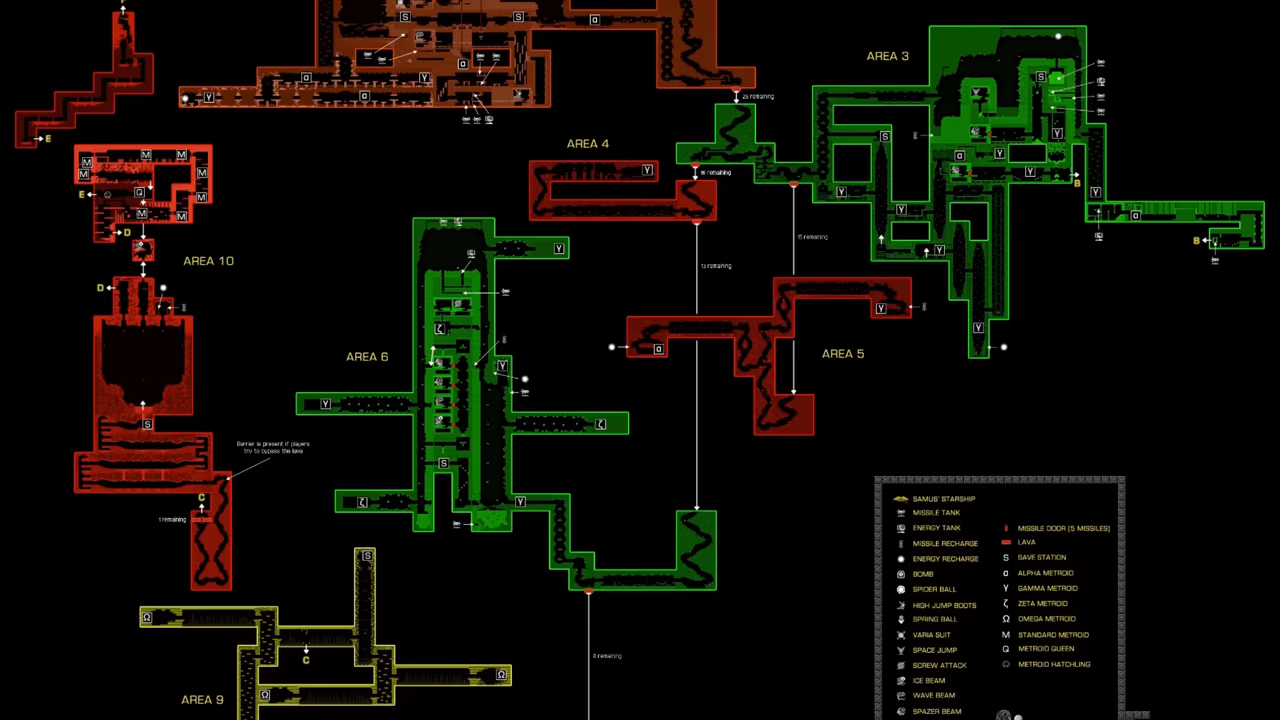 S
S
α
α
γ
α
γ
α
γ
28 remaining
AREA 3
S
γ
S
α
γ
γ
γ
B
γ
γ
α
B
γ
γ
E
M
M
M
M
M
E
Q
M
M
M
D
AREA 10
D
AREA 4
γ
16 remaining
15 remaining
12 remaining
γ
γ
ζ
AREA 6
γ
AREA 5
α
γ
ζ
S
ζ
γ
S
Barrier is present if players
try to bypass the lava
C
1 remaining
8 remaining
S
Ω
C
Ω
Ω
AREA 9
SAMUS' STARSHIP
MISSILE TANK
ENERGY TANK
MISSILE RECHARGE
ENERGY RECHARGE
BOMB
SPIDER BALL
HIGH JUMP BOOTS
SPRING BALL
VARIA SUIT
SPACE JUMP
SCREW ATTACK
ICE BEAM
WAVE BEAM
SPAZER BEAM
MISSILE DOOR (5 MISSILES)
LAVA
S SAVE STATION
α ALPHA METROID
γ GAMMA METROID
ζ ZETA METROID
Ω OMEGA METROID
M STANDARD METROID
Q METROID QUEEN
METROID HATCHLING